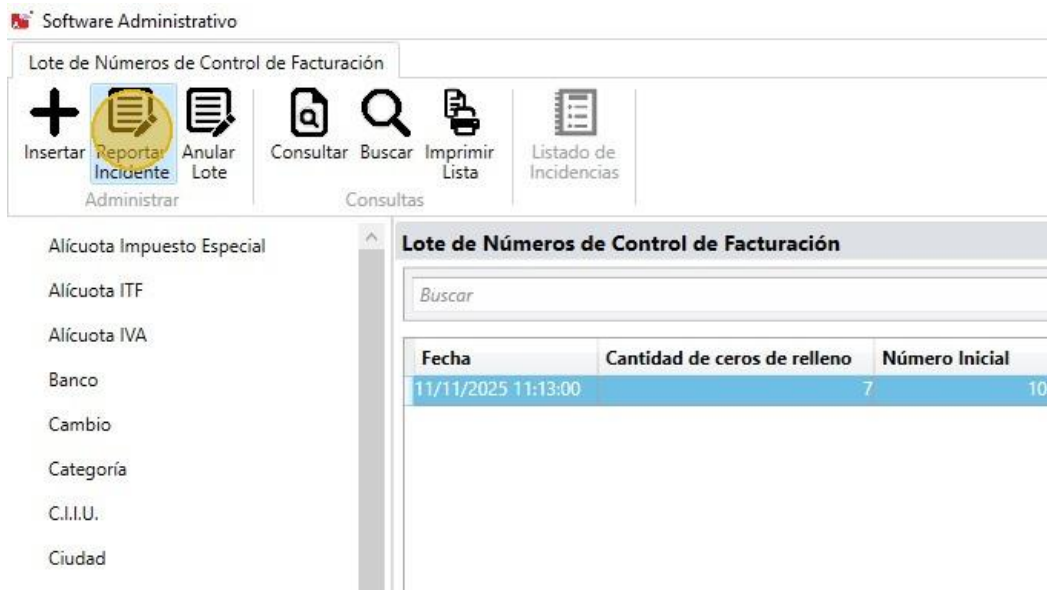 Software Administrativo
Lote de Números de Control de Facturación
Insertar Reportar Anular Consultar Buscar Imprimir Listado de
Incidente Lote Lista Incidencias
Administrar Consultas
Alícuota Impuesto Especial
Lote de Números de Control de Facturación
Alícuota ITF
Buscar
Alícuota IVA
Fecha Cantidad de ceros de relleno Número Inicial
Banco
11/11/2025 11:13:00 7 10
Cambio
Categoría
C.I.I.U.
Ciudad